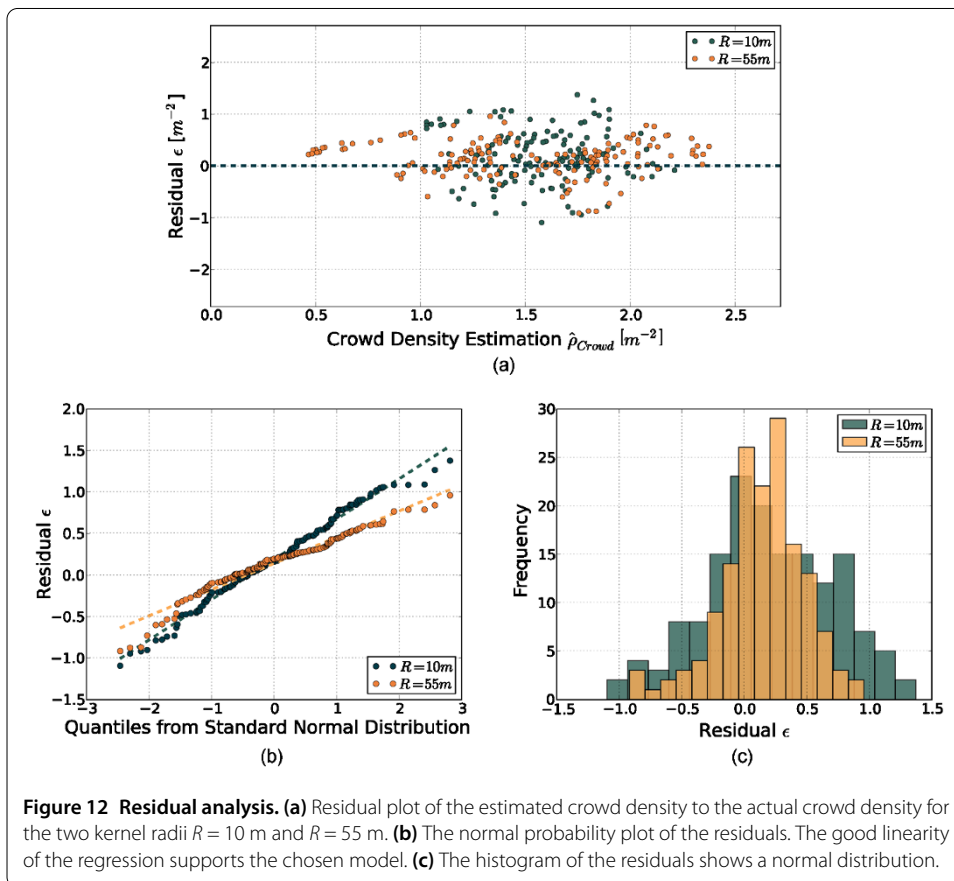 2
1
0
−1
−2
Residual ϵ [m⁻²]
R=10m
R=55m
0.0 0.5 1.0 1.5 2.0 2.5
Crowd Density Estimation ρ̂_Crowd [m⁻²]
(a)
2.0
1.5
1.0
0.5
0.0
−0.5
−1.0
−1.5
Residual ϵ
R=10m
R=55m
−3 −2 −1 0 1 2 3
Quantiles from Standard Normal Distribution
(b)
30
25
20
15
10
5
0
Frequency
R=10m
R=55m
−1.5 −1.0 −0.5 0.0 0.5 1.0 1.5
Residual ϵ
(c)
Figure 12 Residual analysis. (a) Residual plot of the estimated crowd density to the actual crowd density for
the two kernel radii R = 10 m and R = 55 m. (b) The normal probability plot of the residuals. The good linearity
of the regression supports the chosen model. (c) The histogram of the residuals shows a normal distribution.